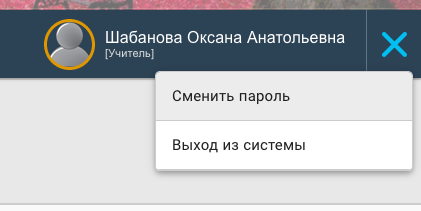 Шабанова Оксана Анатольевна
[Учитель]
Сменить пароль
Выход из системы